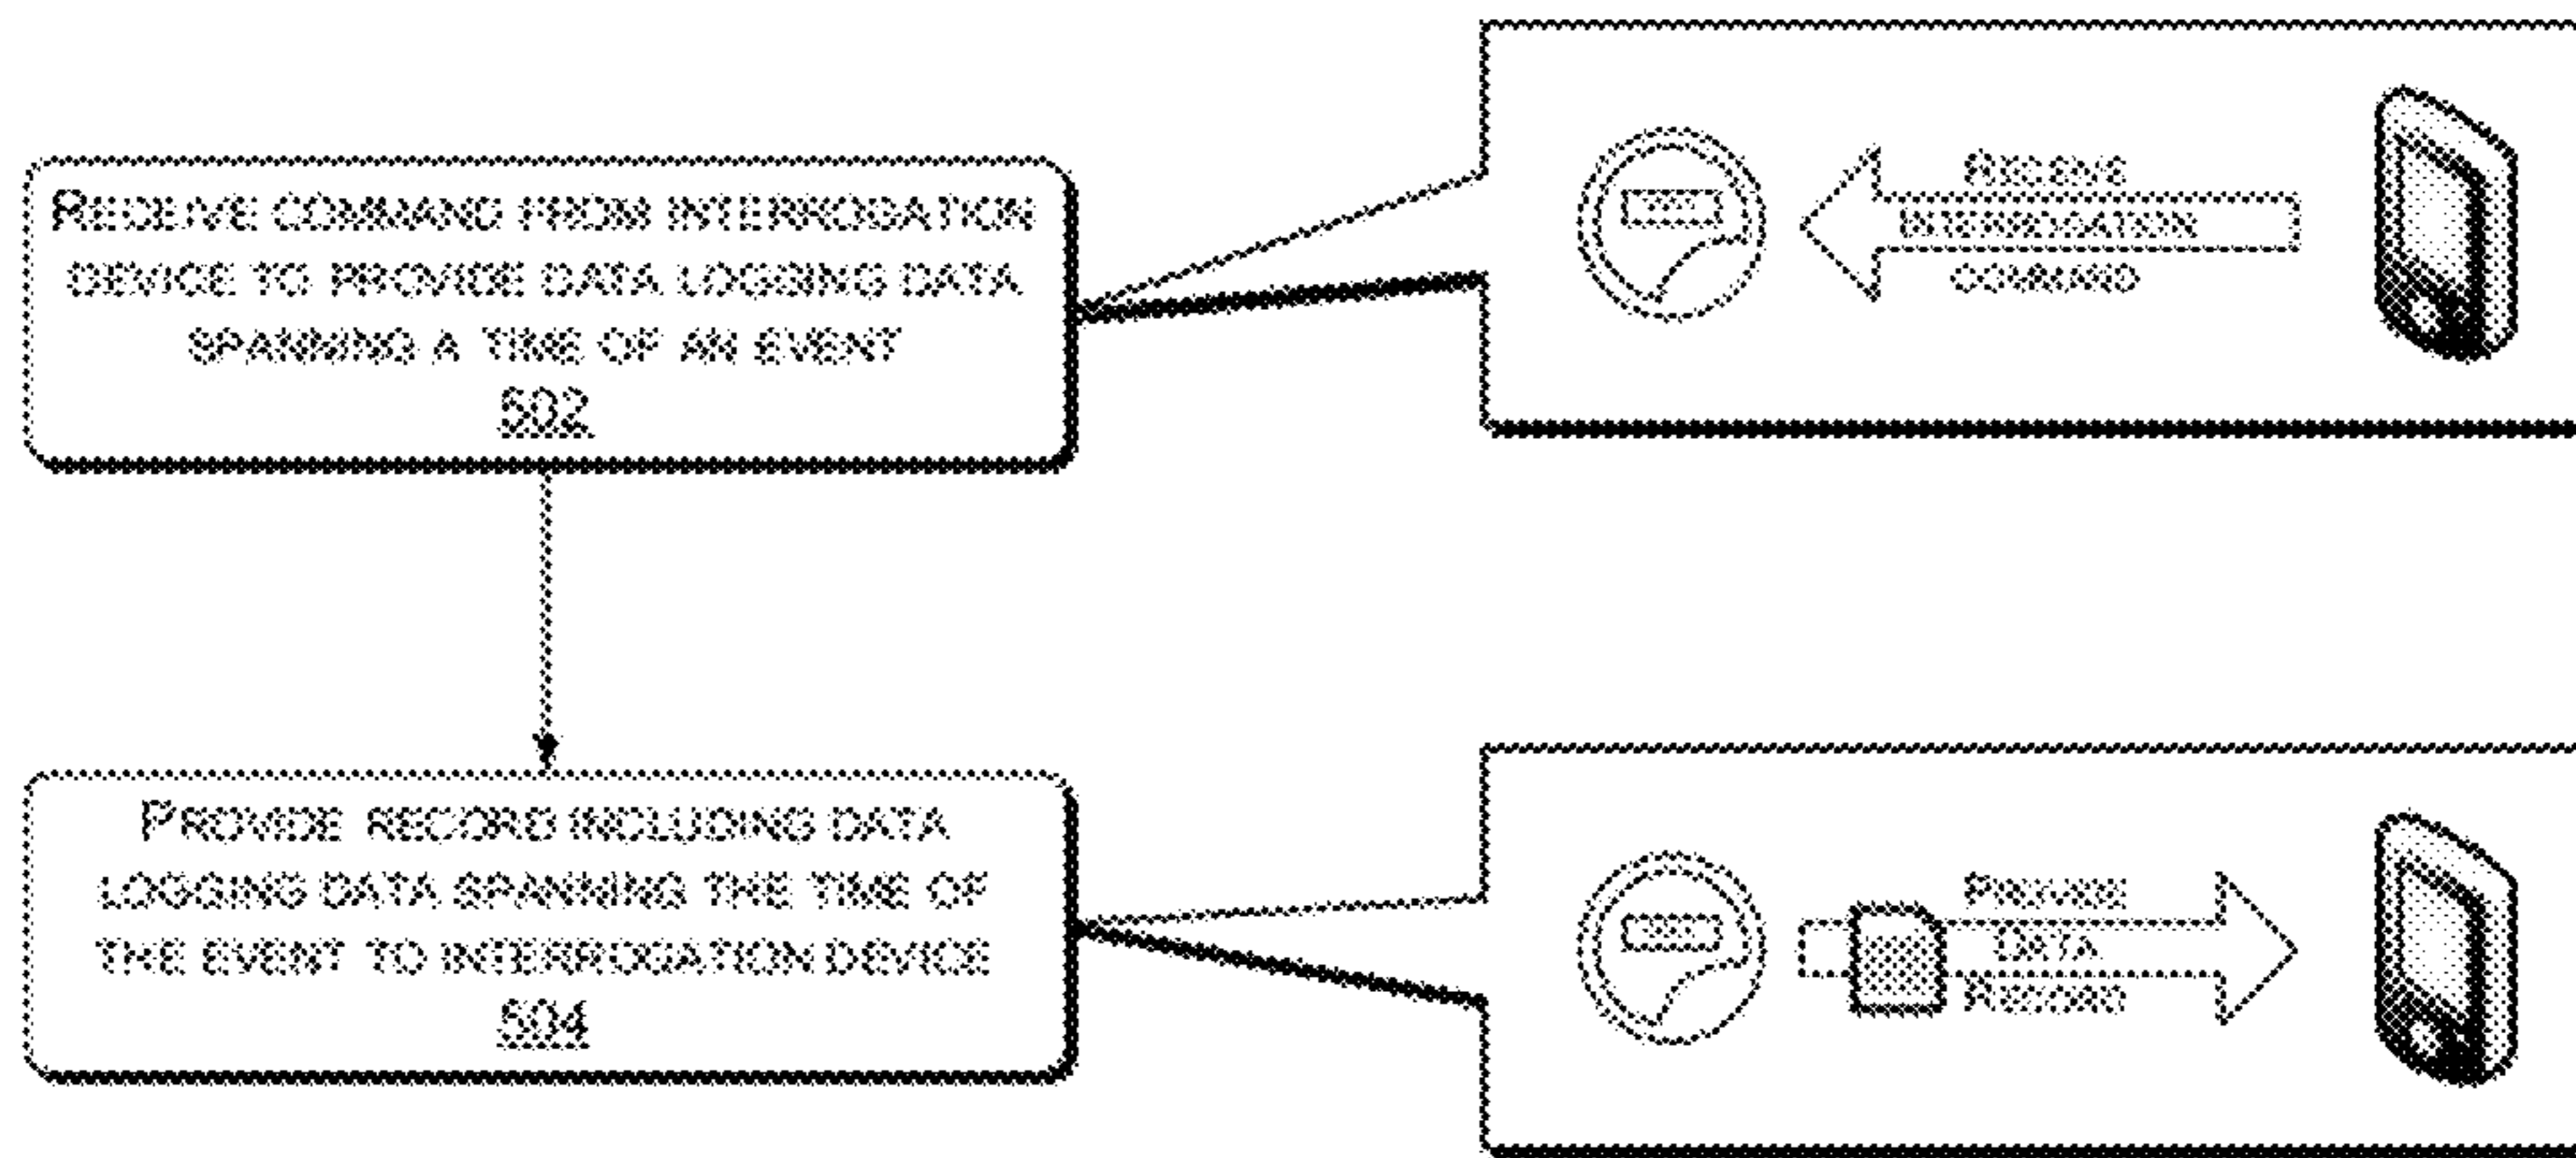 RECEIVE COMMAND FROM INTERROGATION
DEVICE TO PROVIDE DATA LOGGING DATA
SPANNING A TIME OF AN EVENT
502
RECEIVE
INTERROGATION
COMMAND
PROVIDE RECORD INCLUDING DATA
LOGGING DATA SPANNING THE TIME OF
THE EVENT TO INTERROGATION DEVICE
504
DATA
RECORD